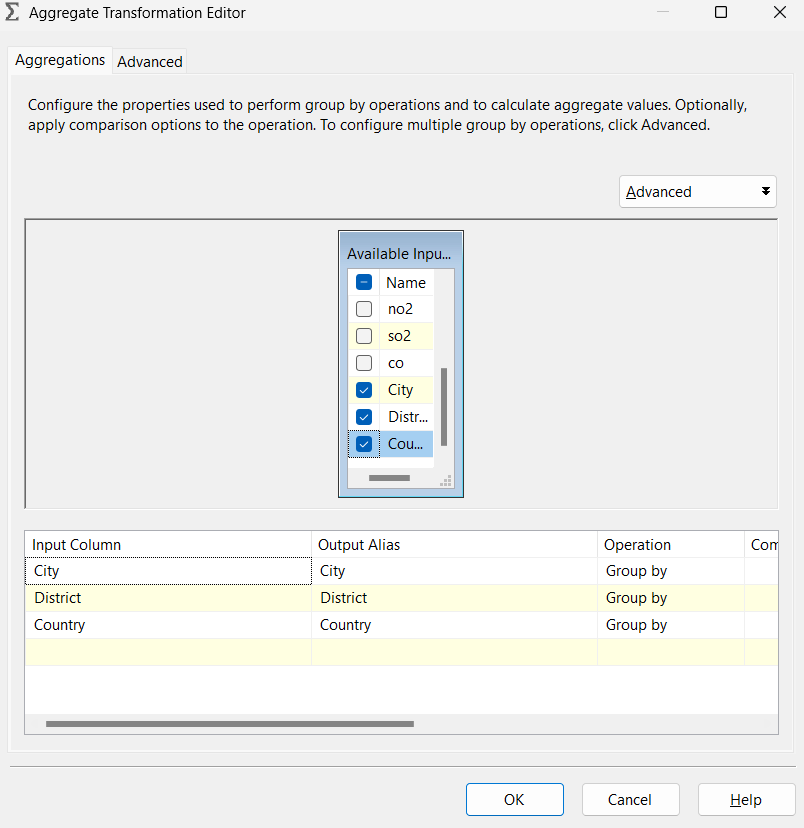 Aggregate Transformation Editor
Aggregations Advanced
Configure the properties used to perform group by operations and to calculate aggregate values. Optionally,
apply comparison options to the operation. To configure multiple group by operations, click Advanced.
Advanced
Available Inpu...
Name
no2
so2
co
City
Distr...
Cou...
Input Column Output Alias Operation Com
City City Group by
District District Group by
Country Country Group by
OK Cancel Help